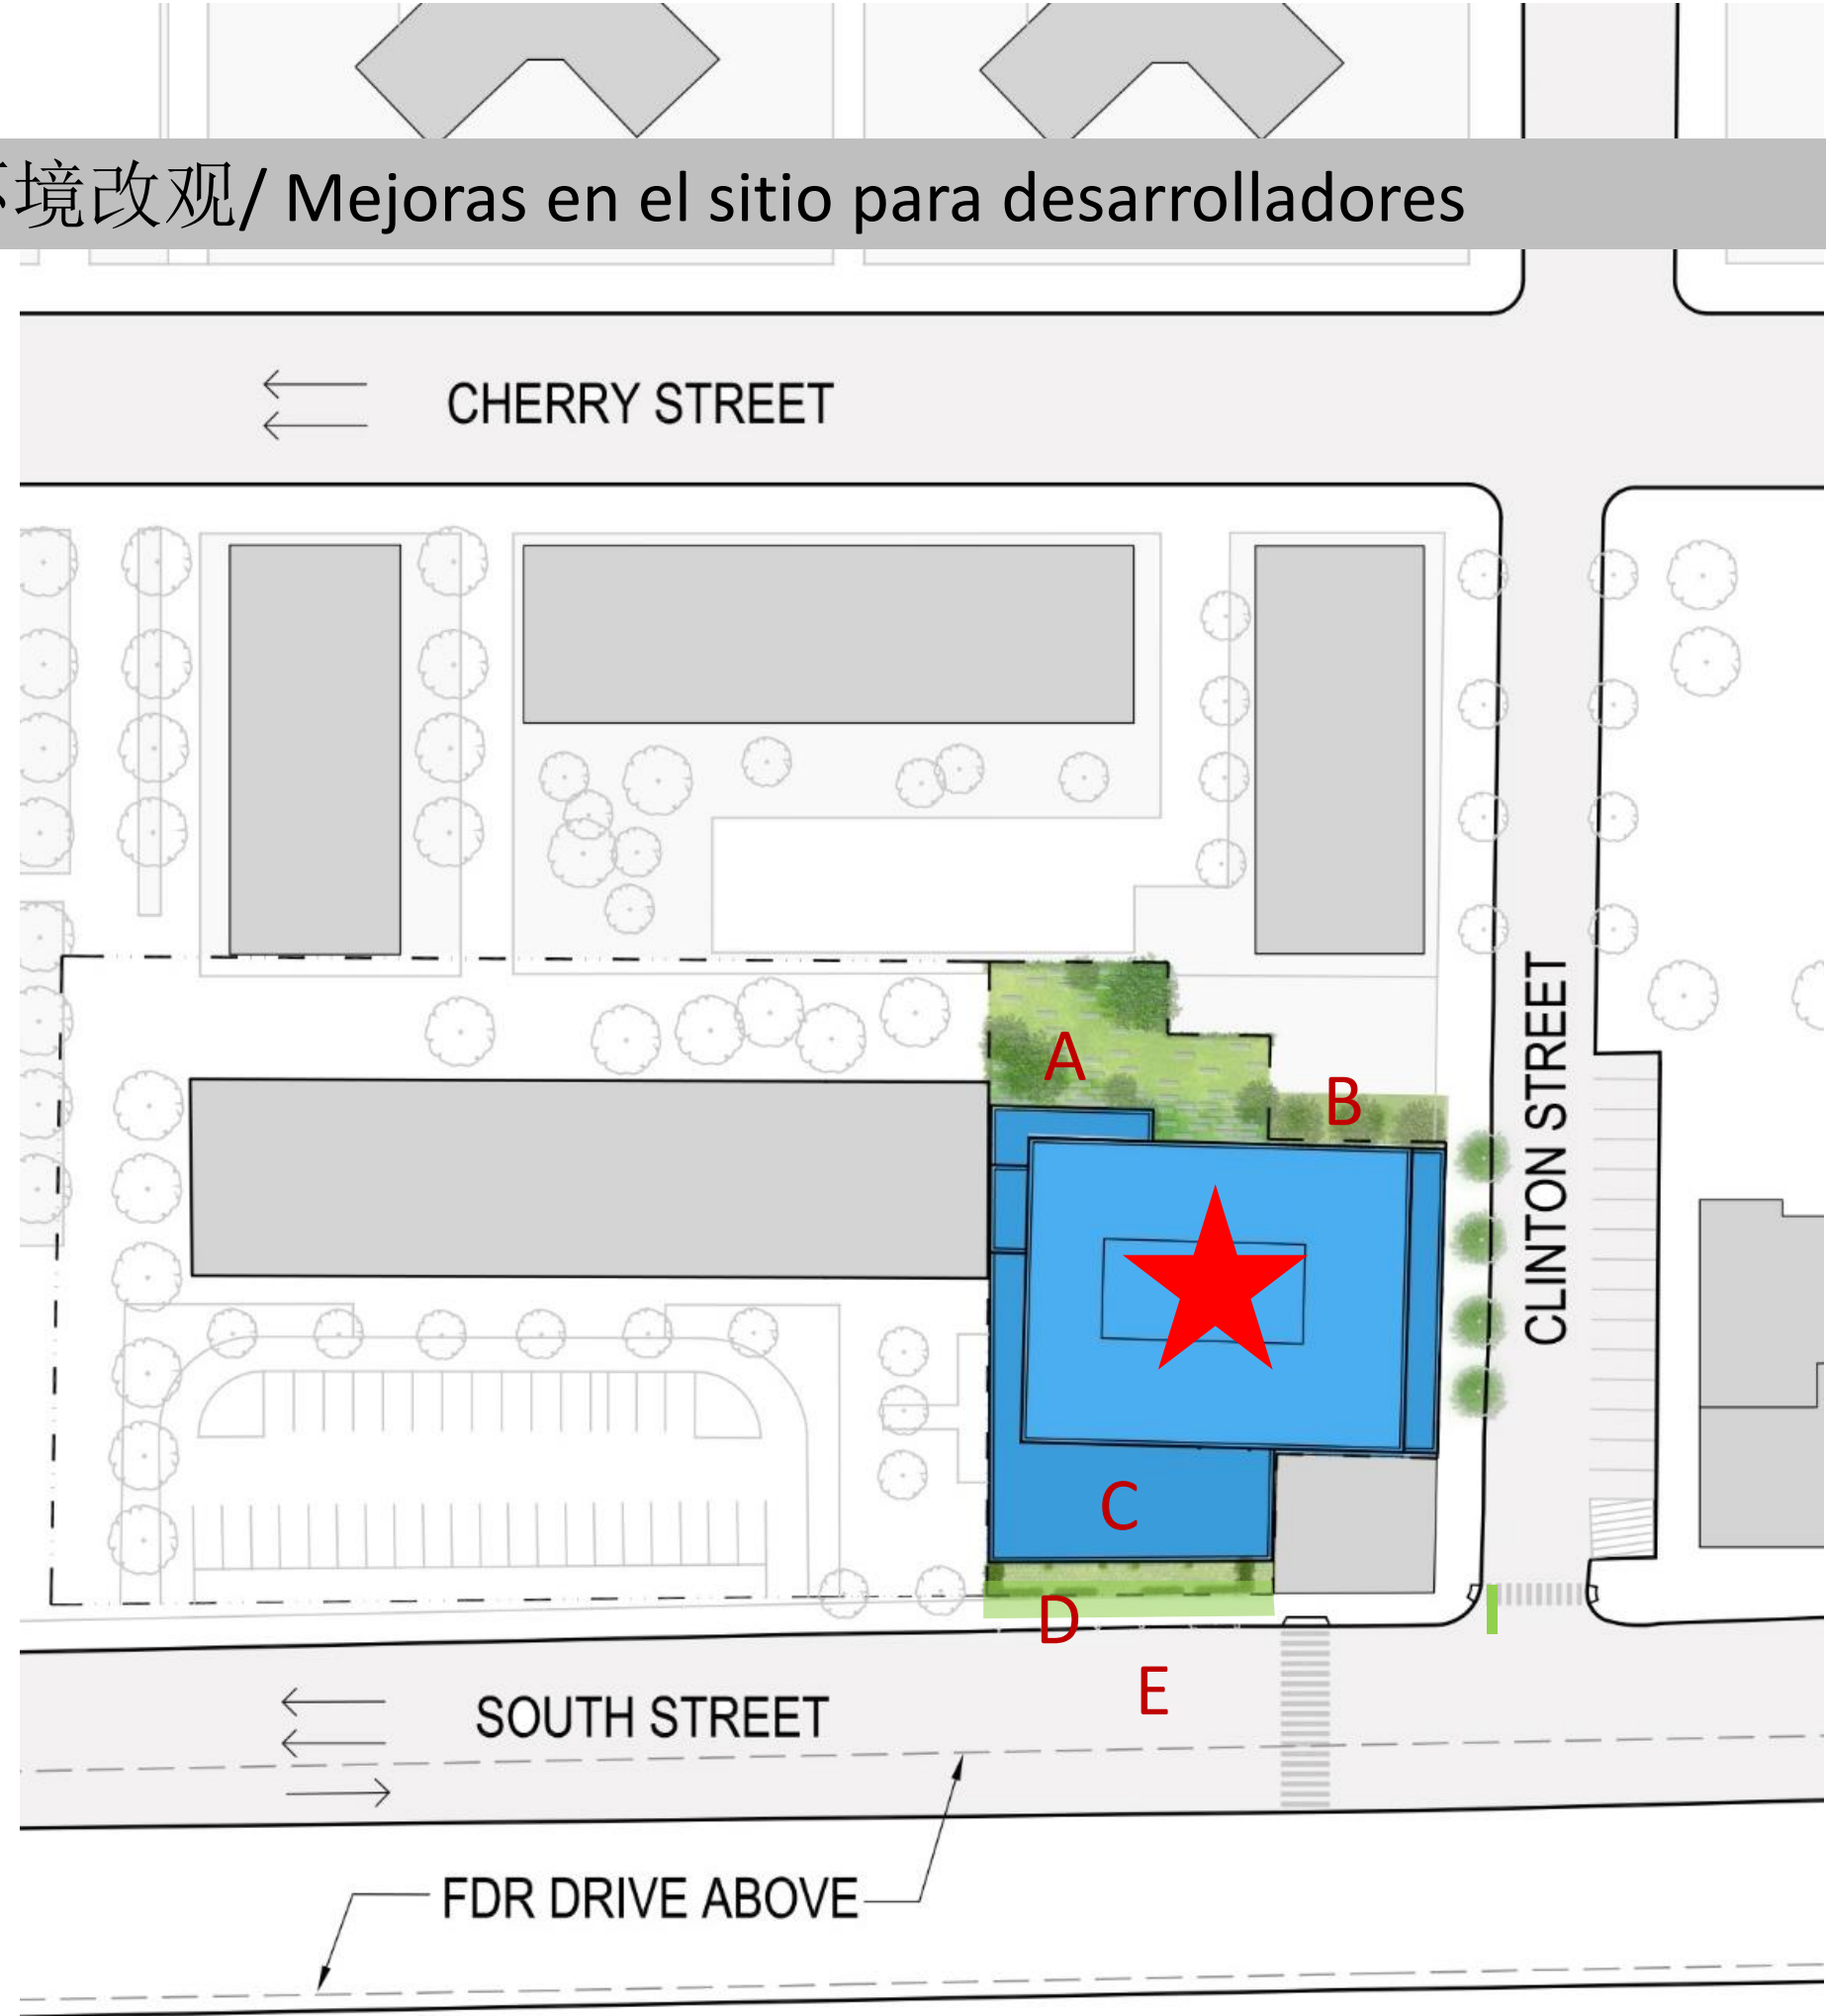 境改观/ Mejoras en el sitio para desarrolladores
CHERRY STREET
A
B
CLINTON STREET
C
D
E
SOUTH STREET
FDR DRIVE ABOVE